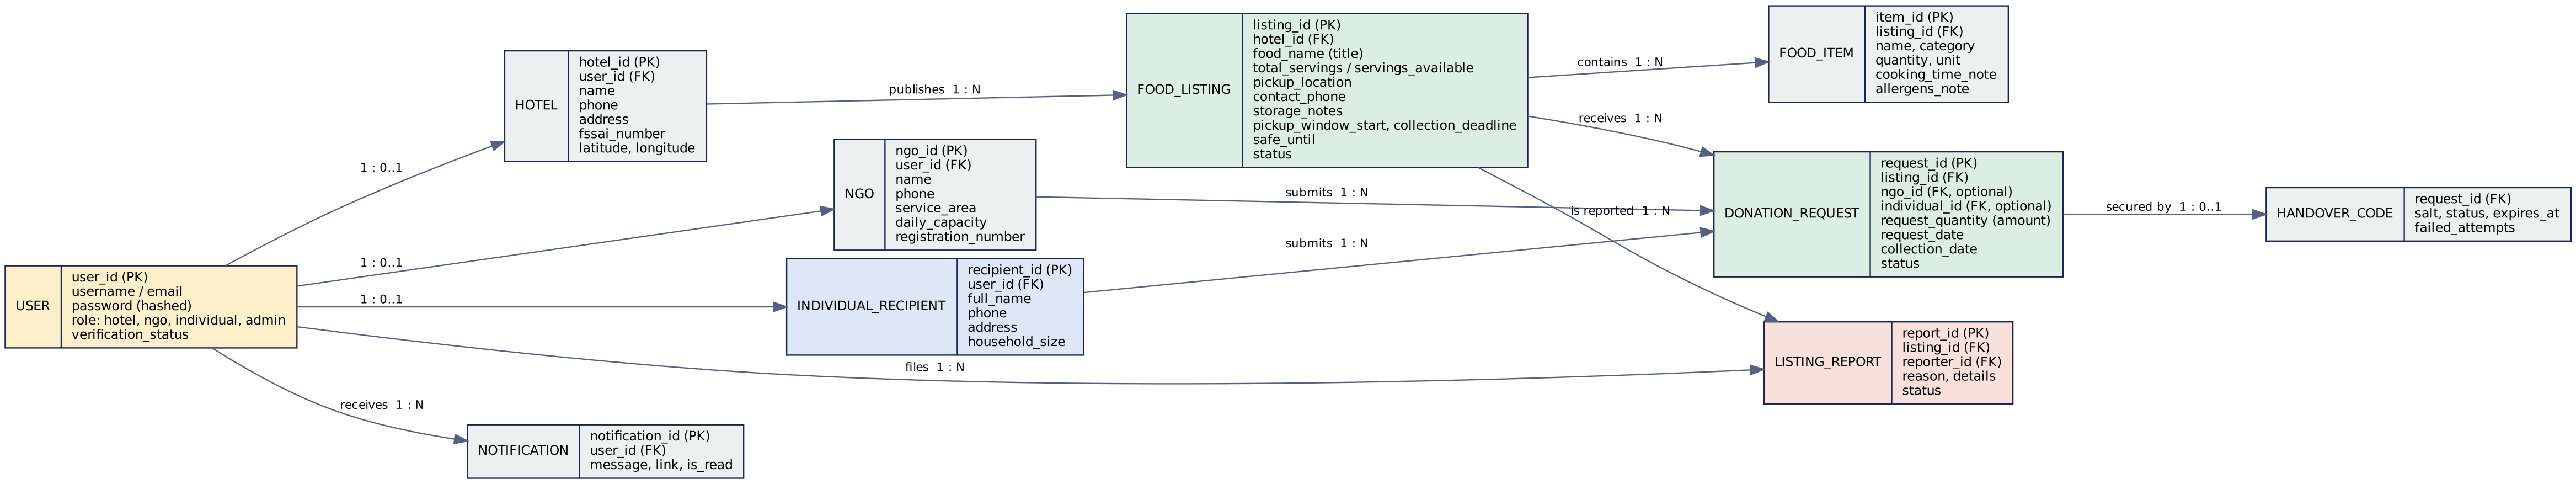 USER
user_id (PK)
username / email
password (hashed)
role: hotel, ngo, individual, admin
verification_status
1 : 0..1
1 : 0..1
1 : 0..1
receives 1 : N
files 1 : N
HOTEL
hotel_id (PK)
user_id (FK)
name
phone
address
fssai_number
latitude, longitude
publishes 1 : N
NGO
ngo_id (PK)
user_id (FK)
name
phone
service_area
daily_capacity
registration_number
submits 1 : N
INDIVIDUAL_RECIPIENT
recipient_id (PK)
user_id (FK)
full_name
phone
address
household_size
submits 1 : N
NOTIFICATION
notification_id (PK)
user_id (FK)
message, link, is_read
FOOD_LISTING
listing_id (PK)
hotel_id (FK)
food_name (title)
total_servings / servings_available
pickup_location
contact_phone
storage_notes
pickup_window_start, collection_deadline
safe_until
status
contains 1 : N
receives 1 : N
is reported 1 : N
FOOD_ITEM
item_id (PK)
listing_id (FK)
name, category
quantity, unit
cooking_time_note
allergens_note
DONATION_REQUEST
request_id (PK)
listing_id (FK)
ngo_id (FK, optional)
individual_id (FK, optional)
request_quantity (amount)
request_date
collection_date
status
secured by 1 : 0..1
LISTING_REPORT
report_id (PK)
listing_id (FK)
reporter_id (FK)
reason, details
status
HANDOVER_CODE
request_id (FK)
salt, status, expires_at
failed_attempts